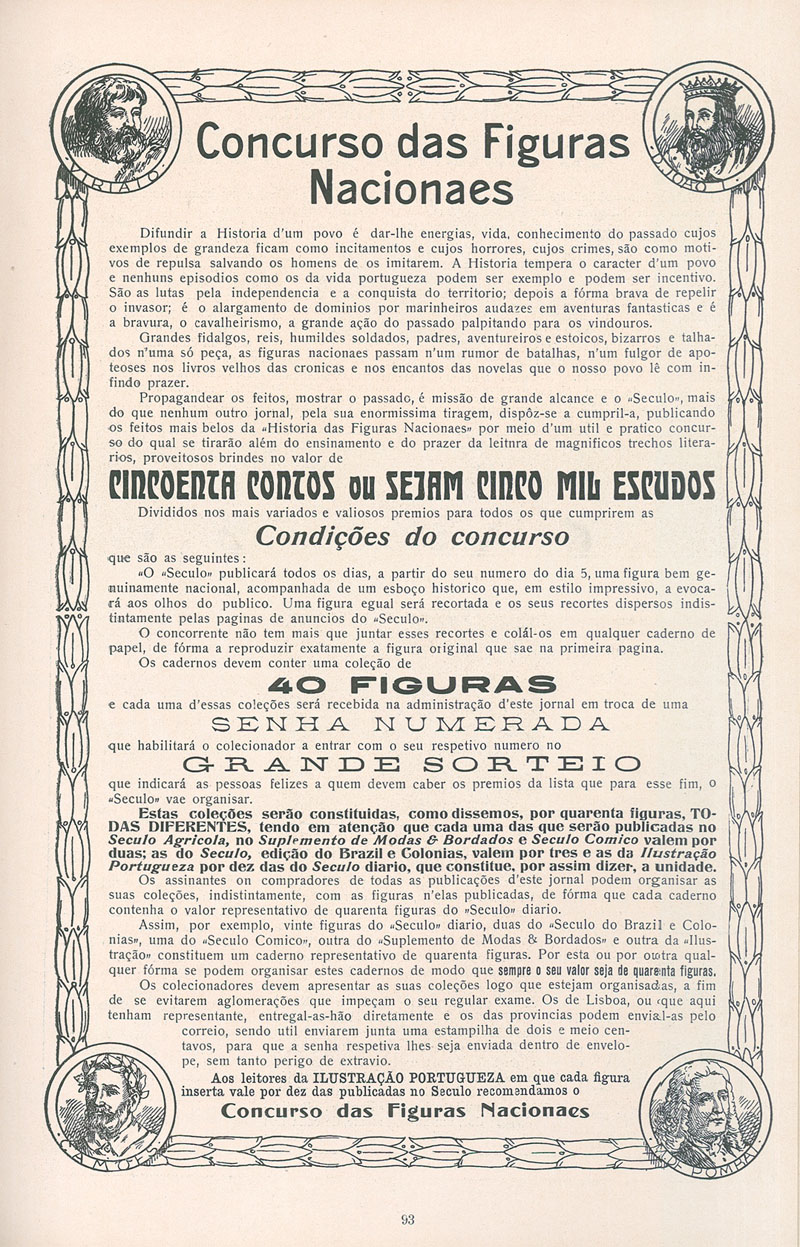 VIRIATO.
D. JOÃO I.
Concurso das Figuras
Nacionaes
Difundir a Historia d'um povo é dar-lhe energias, vida, conhecimento do passado cujos
exemplos de grandeza ficam como incitamentos e cujos horrores, cujos crimes, são como moti-
vos de repulsa salvando os homens de os imitarem. A Historia tempera o caracter d'um povo
e nenhuns episodios como os da vida portugueza podem ser exemplo e podem ser incentivo.
São as lutas pela independencia e a conquista do territorio; depois a fórma brava de repelir
o invasor; é o alargamento de dominios por marinheiros audazes em aventuras fantasticas e é
a bravura, o cavalheirismo, a grande ação do passado palpitando para os vindouros.
Grandes fidalgos, reis, humildes soldados, padres, aventureiros e estoicos, bizarros e talha-
dos n'uma só peça, as figuras nacionaes passam n'um rumor de batalhas, n'um fulgor de apo-
teoses nos livros velhos das cronicas e nos encantos das novelas que o nosso povo lê com in-
findo prazer.
Propagandear os feitos, mostrar o passado, é missão de grande alcance e o «Seculo», mais
do que nenhum outro jornal, pela sua enormissima tiragem, dispôz-se a cumpril-a, publicando
os feitos mais belos da «Historia das Figuras Nacionaes» por meio d'um util e pratico concur-
so do qual se tirarão além do ensinamento e do prazer da leitnra de magnificos trechos litera-
rios, proveitosos brindes no valor de
CINCOENTA CONTOS OU SEJAM CINCO MIL ESCUDOS
Divididos nos mais variados e valiosos premios para todos os que cumprirem as
Condições do concurso
que são as seguintes:
«O «Seculo» publicará todos os dias, a partir do seu numero do dia 5, uma figura bem ge-
nuinamente nacional, acompanhada de um esboço historico que, em estilo impressivo, a evoca-
rá aos olhos do publico. Uma figura egual será recortada e os seus recortes dispersos indis-
tintamente pelas paginas de anuncios do «Seculo».
O concorrente não tem mais que juntar esses recortes e colál-os em qualquer caderno de
papel, de fórma a reproduzir exatamente a figura original que sae na primeira pagina.
Os cadernos devem conter uma coleção de
40 FIGURAS
e cada uma d'essas coleções será recebida na administração d'este jornal em troca de uma
SENHA NUMERADA
que habilitará o colecionador a entrar com o seu respetivo numero no
GRANDE SORTEIO
que indicará as pessoas felizes a quem devem caber os premios da lista que para esse fim, o
«Seculo» vae organisar.
Estas coleções serão constituidas, como dissemos, por quarenta figuras, TO-
DAS DIFERENTES, tendo em atenção que cada uma das que serão publicadas no
Seculo Agricola, no Suplemento de Modas & Bordados e Seculo Comico valem por
duas; as do Seculo, edição do Brazil e Colonias, valem por tres e as da Ilustração
Portugueza por dez das do Seculo diario, que constitue, por assim dizer, a unidade.
Os assinantes on compradores de todas as publicações d'este jornal podem organisar as
suas coleções, indistintamente, com as figuras n'elas publicadas, de fórma que cada caderno
contenha o valor representativo de quarenta figuras do »Seculo» diario.
Assim, por exemplo, vinte figuras do «Seculo» diario, duas do «Seculo do Brazil e Colo-
nias», uma do «Seculo Comico», outra do «Suplemento de Modas & Bordados» e outra da «Ilus-
tração» constituem um caderno representativo de quarenta figuras. Por esta ou por outra qual-
quer fórma se podem organisar estes cadernos de modo que sempre o seu valor seja de quarenta figuras.
Os colecionadores devem apresentar as suas coleções logo que estejam organisadas, a fim
de se evitarem aglomerações que impeçam o seu regular exame. Os de Lisboa, ou que aqui
tenham representante, entregal-as-hão diretamente e os das provincias podem envial-as pelo
correio, sendo util enviarem junta uma estampilha de dois e meio cen-
tavos, para que a senha respetiva lhes seja enviada dentro de envelo-
pe, sem tanto perigo de extravio.
Aos leitores da ILUSTRAÇÃO PORTUGUEZA em que cada figura
inserta vale por dez das publicadas no Seculo recomendamos o
Concurso das Figuras Nacionaes
CAMÕES.
M. DE POMBAL
93